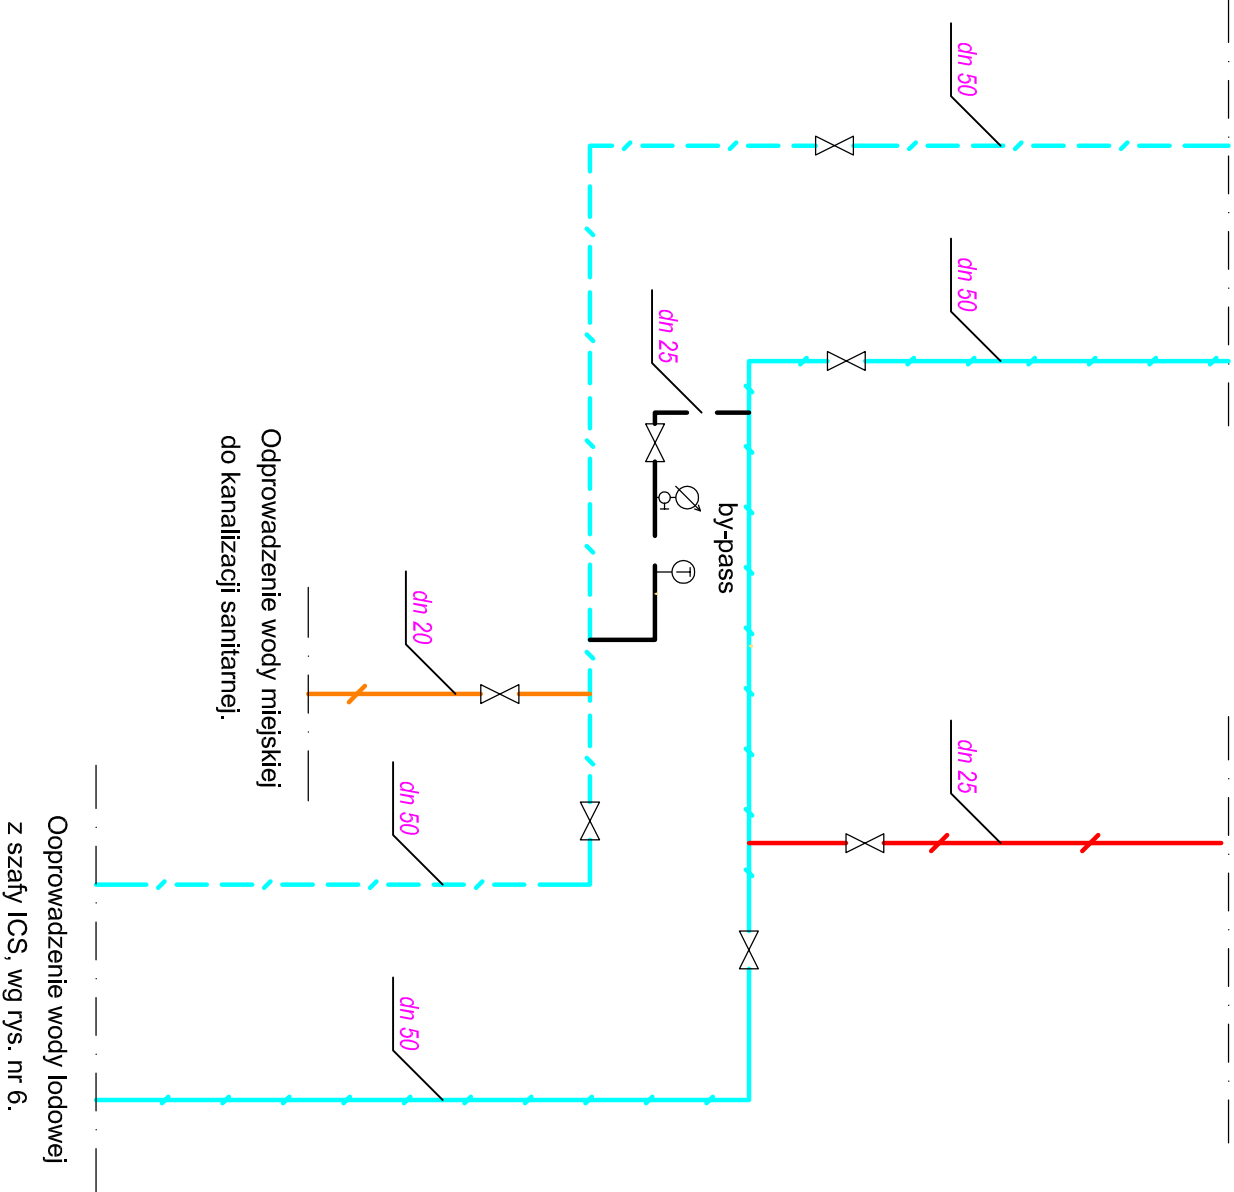 dn 50
dn 50
dn 25
by-pass
T
dn 25
dn 20
Odprowadzenie wody miejskiej
do kanalizacji sanitarnej.
dn 50
dn 50
Ooprowadzenie wody lodowej
z szafy ICS, wg rys. nr 6.